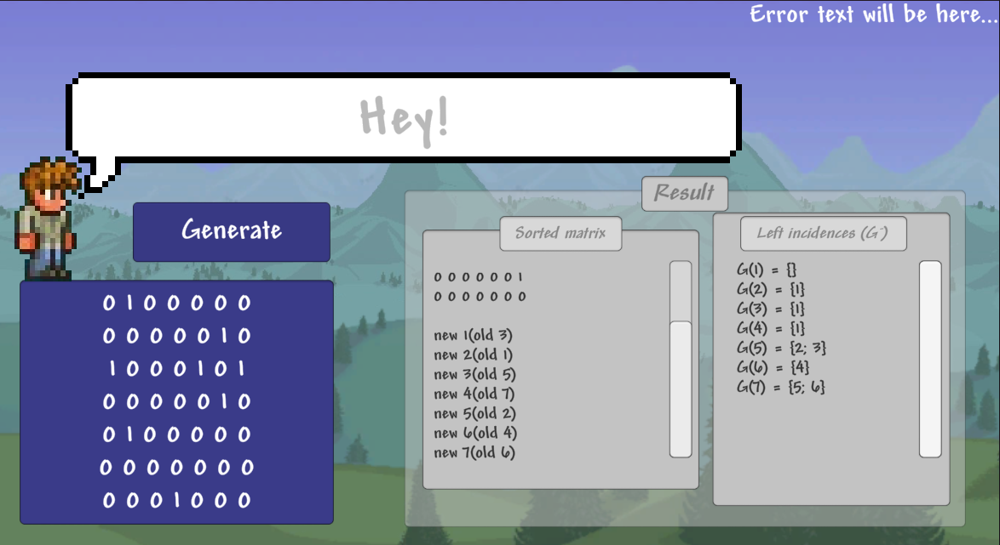 Error text will be here...
Hey!
Generate
0 1 0 0 0 0 0
0 0 0 0 0 1 0
1 0 0 0 1 0 1
0 0 0 0 0 1 0
0 1 0 0 0 0 0
0 0 0 0 0 0 0
0 0 0 1 0 0 0
Result
Sorted matrix
0 0 0 0 0 0 1
0 0 0 0 0 0 0
new 1(old 3)
new 2(old 1)
new 3(old 5)
new 4(old 7)
new 5(old 2)
new 6(old 4)
new 7(old 6)
Left incidences (G⁻)
G(1) = {}
G(2) = {1}
G(3) = {1}
G(4) = {1}
G(5) = {2; 3}
G(6) = {4}
G(7) = {5; 6}